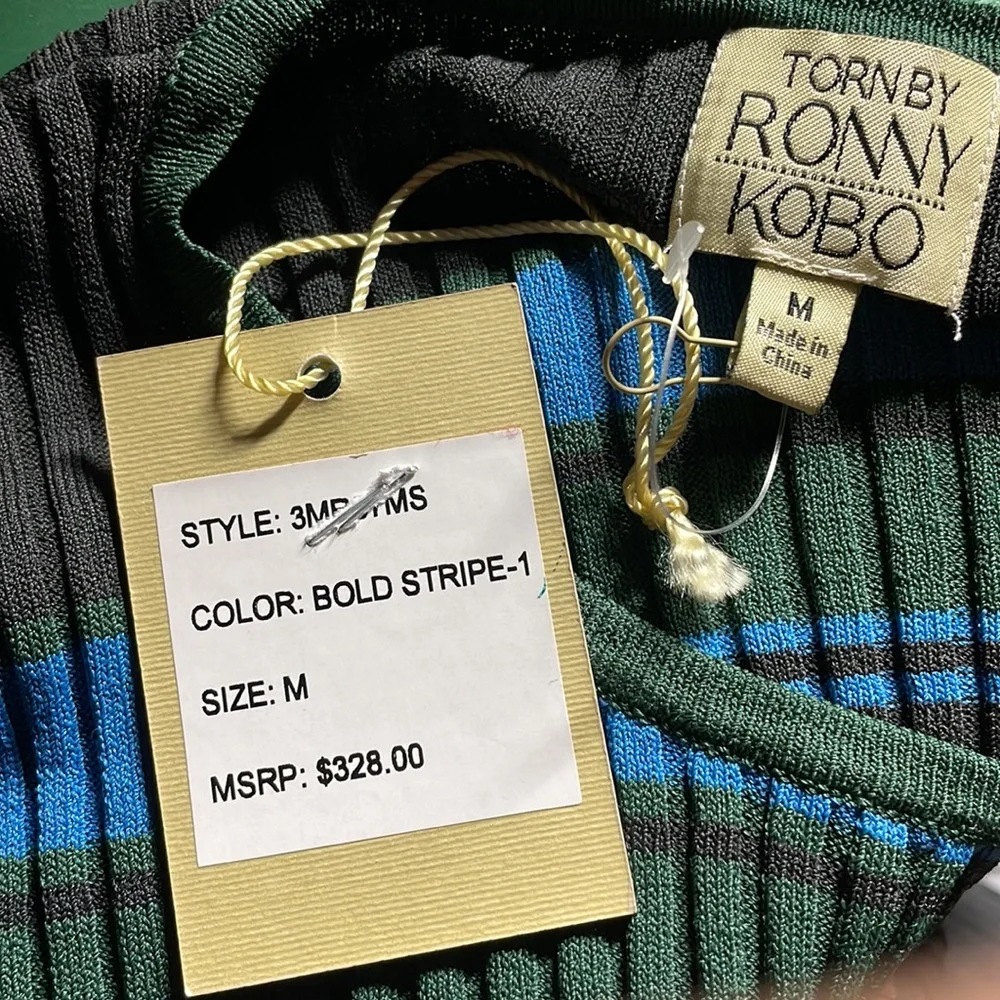 TORN BY
RONNY
KOBO
M
Made in
China
STYLE:
COLOR: BOLD STRIPE-1
SIZE: M
MSRP: $328.00